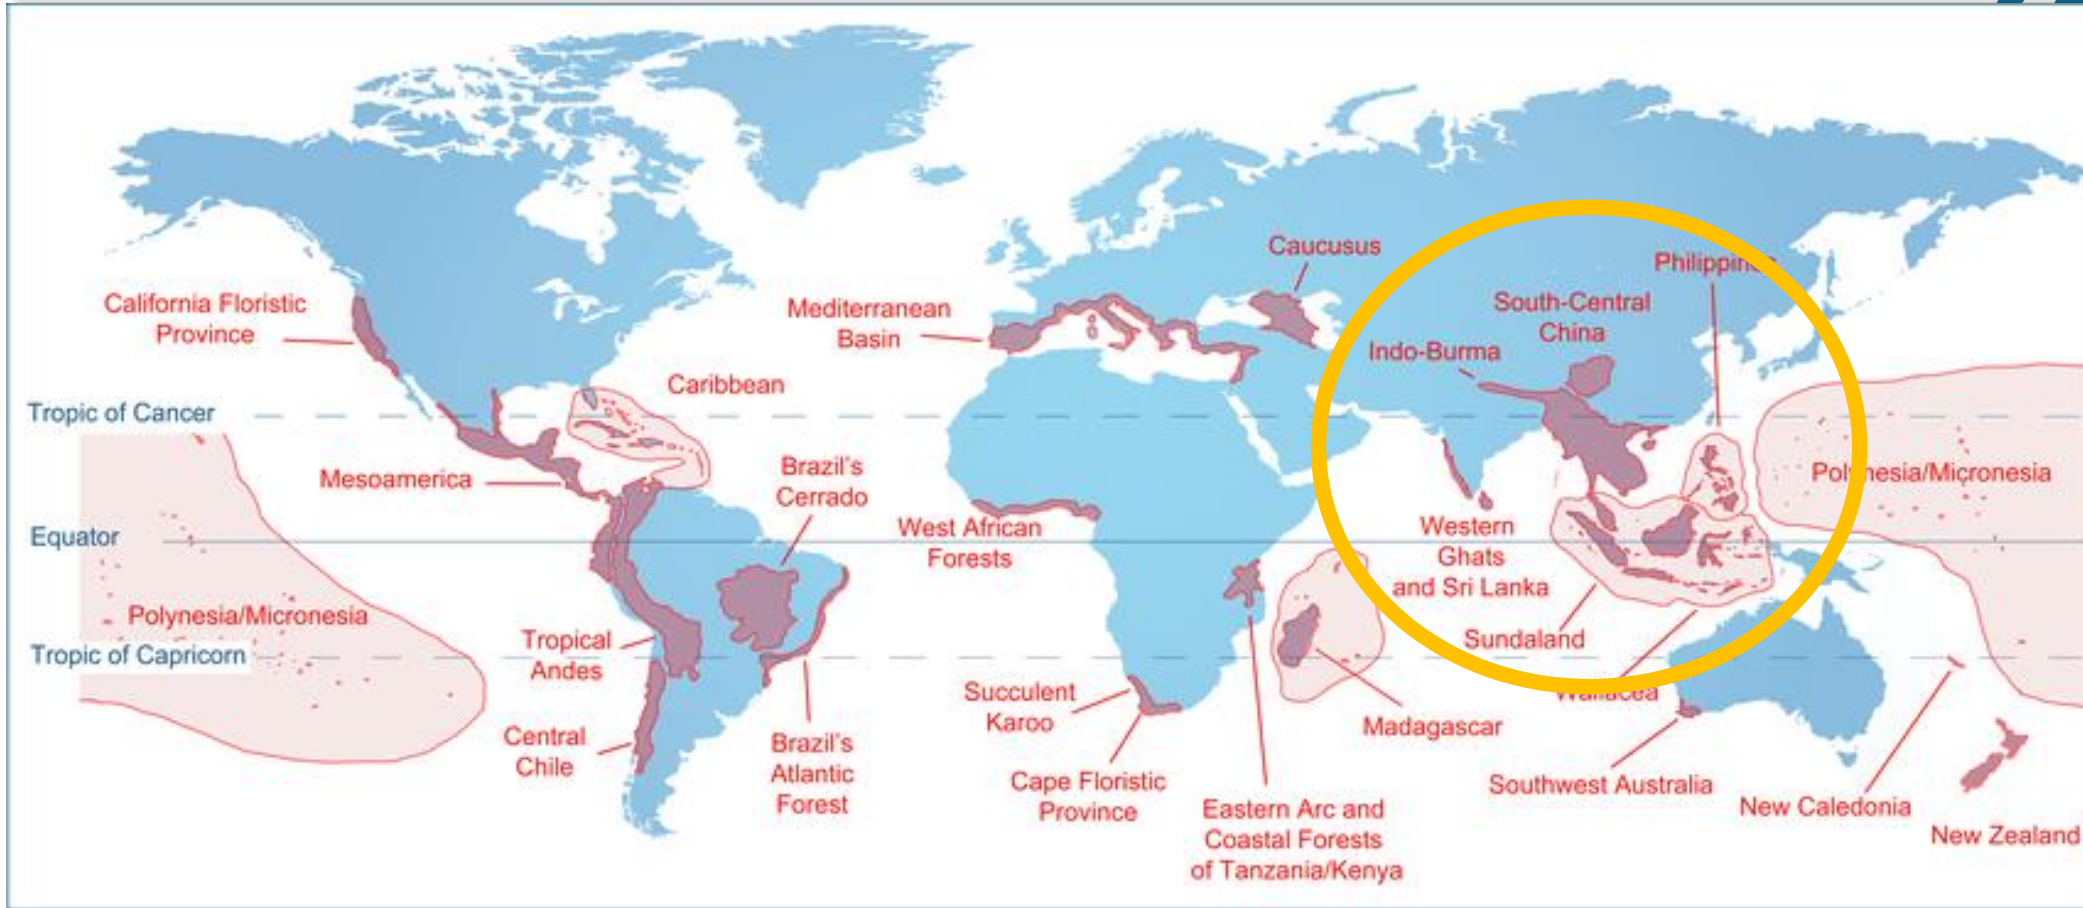 Caucusus
Philippines
California Floristic
Province
Mediterranean
Basin
South-Central
China
Indo-Burma
Caribbean
Tropic of Cancer
Mesoamerica
Brazil's
Cerrado
Polynesia/Micronesia
Equator
West African
Forests
Western
Ghats
and Sri Lanka
Polynesia/Micronesia
Tropic of Capricorn
Tropical
Andes
Sundaland
Succulent
Karoo
Wallacea
Madagascar
Central
Chile
Brazil's
Atlantic
Forest
Cape Floristic
Province
Eastern Arc and
Coastal Forests
of Tanzania/Kenya
Southwest Australia
New Caledonia
New Zealand